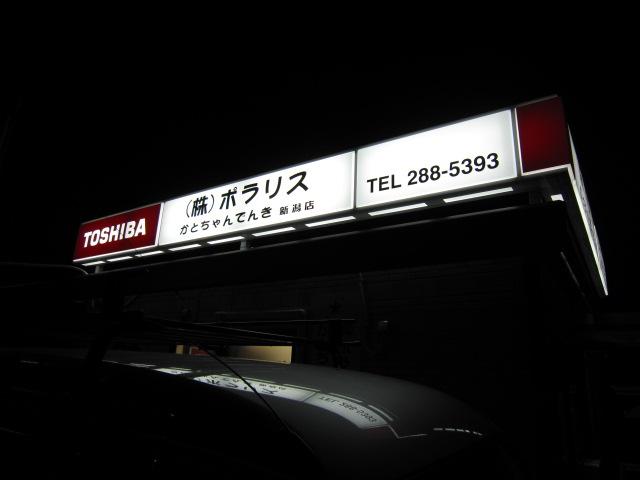 TOSHIBA
(株)ポラリス
かとちゃんでんき 新潟店
TEL 288-5393